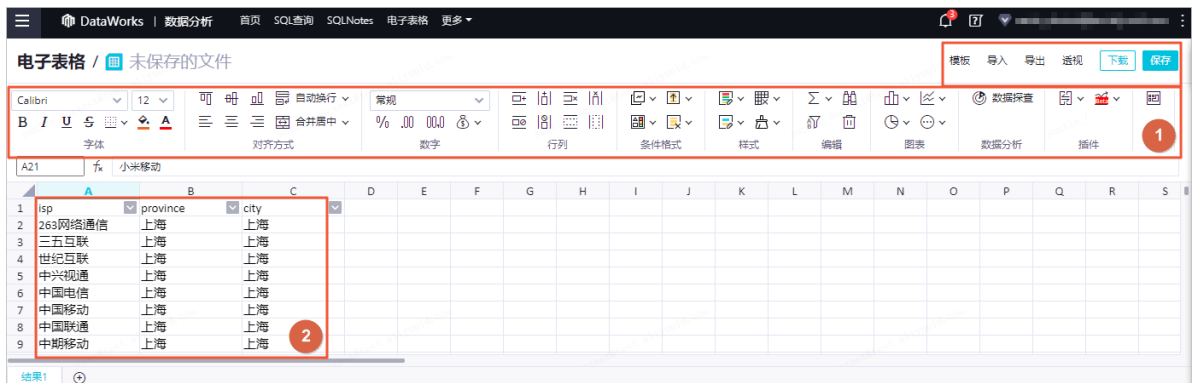 DataWorks | 数据分析 首页 SQL查询 SQLNotes 电子表格 更多
3
电子表格 / 未保存的文件 模板 导入 导出 透视 下载 保存
Calibri 12 自动换行 常规 数据探查
B I U S A 合并居中 % .00 00.0
字体 对齐方式 数字 行列 条件格式 样式 编辑 图表 数据分析 插件
1
A21 fx 小米移动
A B C D E F G H I J K L M N O P Q R S
1 isp province city
2 263网络通信 上海 上海
3 三五互联 上海 上海
4 世纪互联 上海 上海
5 中兴视通 上海 上海
6 中国电信 上海 上海
7 中国移动 上海 上海
8 中国联通 上海 上海
9 中期移动 上海 上海
2
结果1